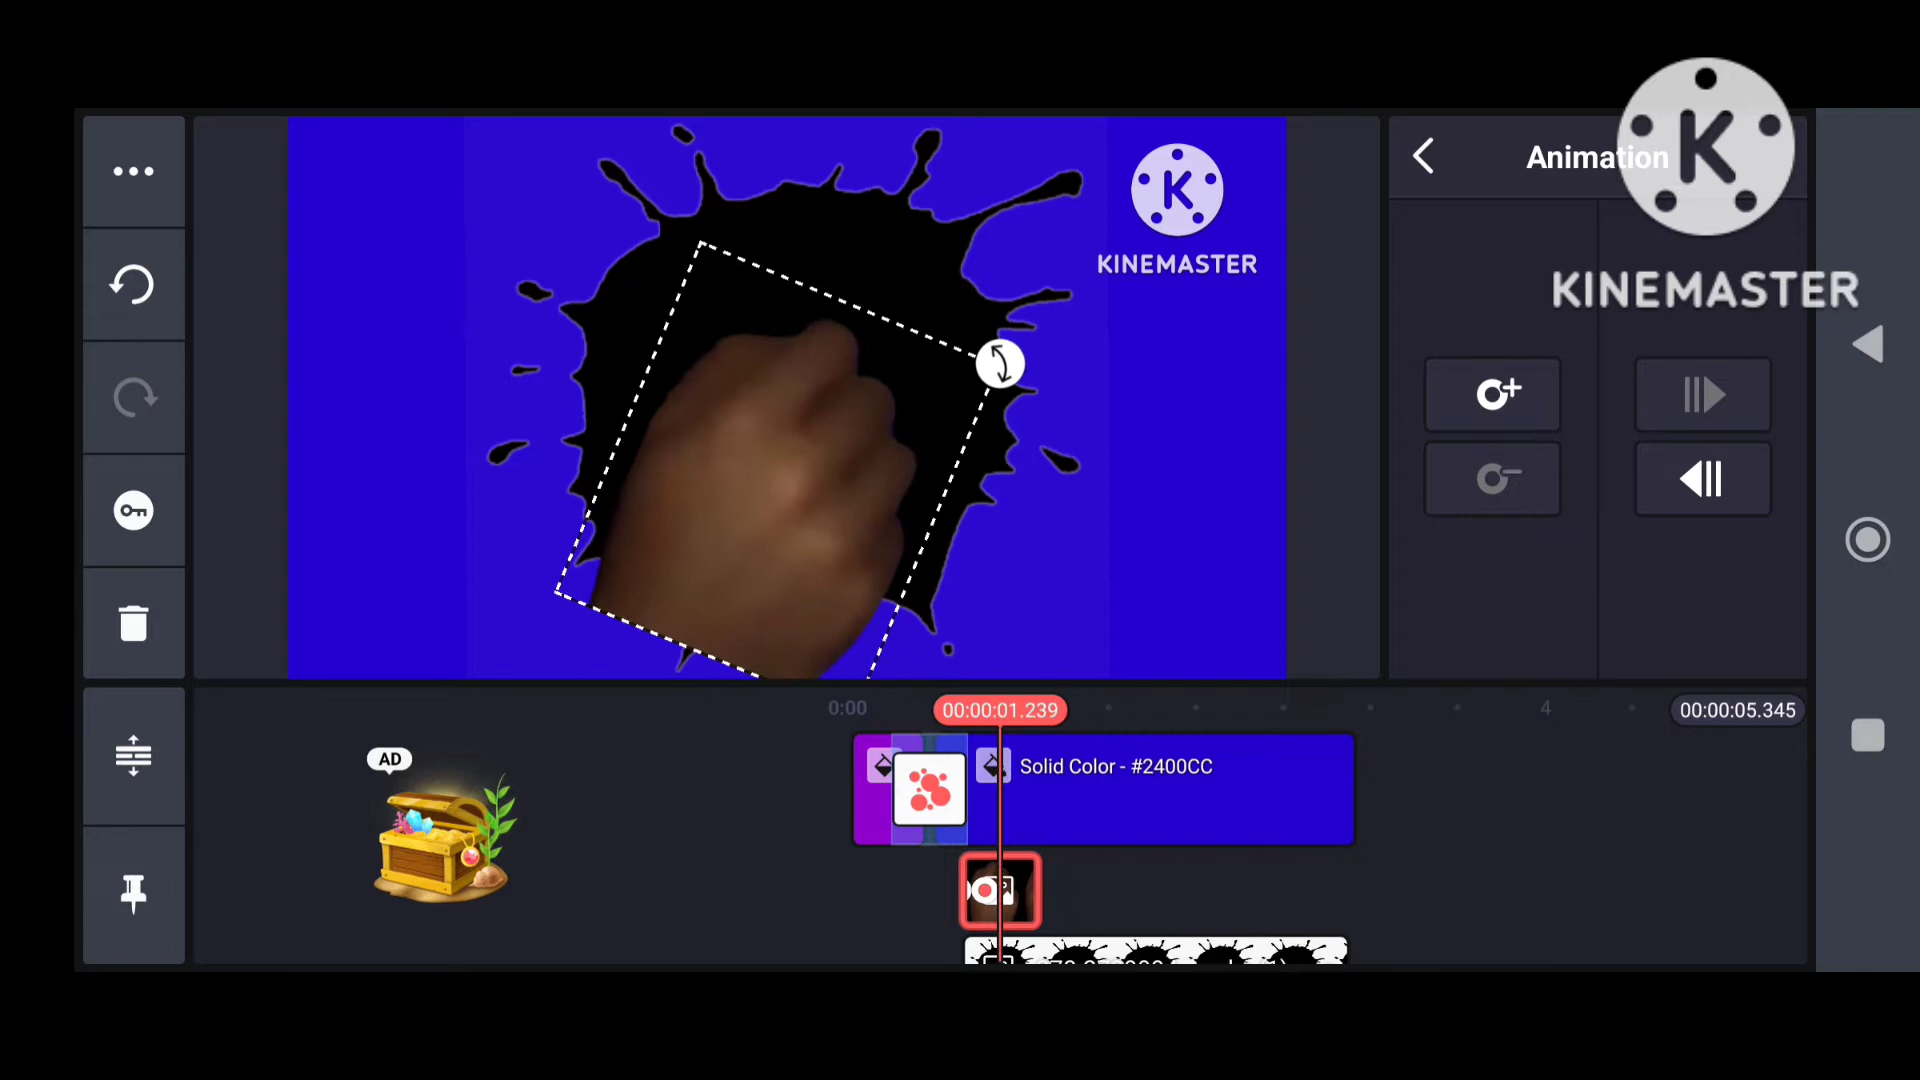 Animation
K
KINEMASTER
K
KINEMASTER
0:00
00:00:01.239
4
00:00:05.345
AD
Solid Color - #2400CC